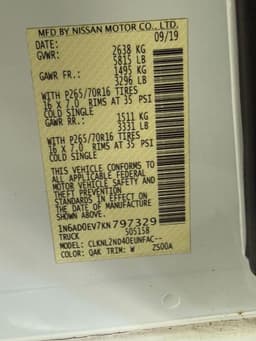 MFD BY NISSAN MOTOR CO., LTD.
DATE: 09/19
GVWR: 2638 KG
5815 LB
GAWR FR.: 1495 KG
3296 LB
WITH P265/70R16 TIRES
16 X 7.0 RIMS AT 35 PSI
COLD SINGLE
GAWR RR.: 1511 KG
3331 LB
WITH P265/70R16 TIRES
16 X 7.0 RIMS AT 35 PSI
COLD SINGLE
THIS VEHICLE CONFORMS TO
ALL APPLICABLE FEDERAL
MOTOR VEHICLE SAFETY AND
THEFT PREVENTION
STANDARDS IN EFFECT ON
THE DATE OF MANUFACTURE
SHOWN ABOVE.
1N6AD0EV7KN797329
TRUCK S05158
MODEL: CLKNL2ND40EUNFAC--
COLOR: QAK TRIM: W ZS00A